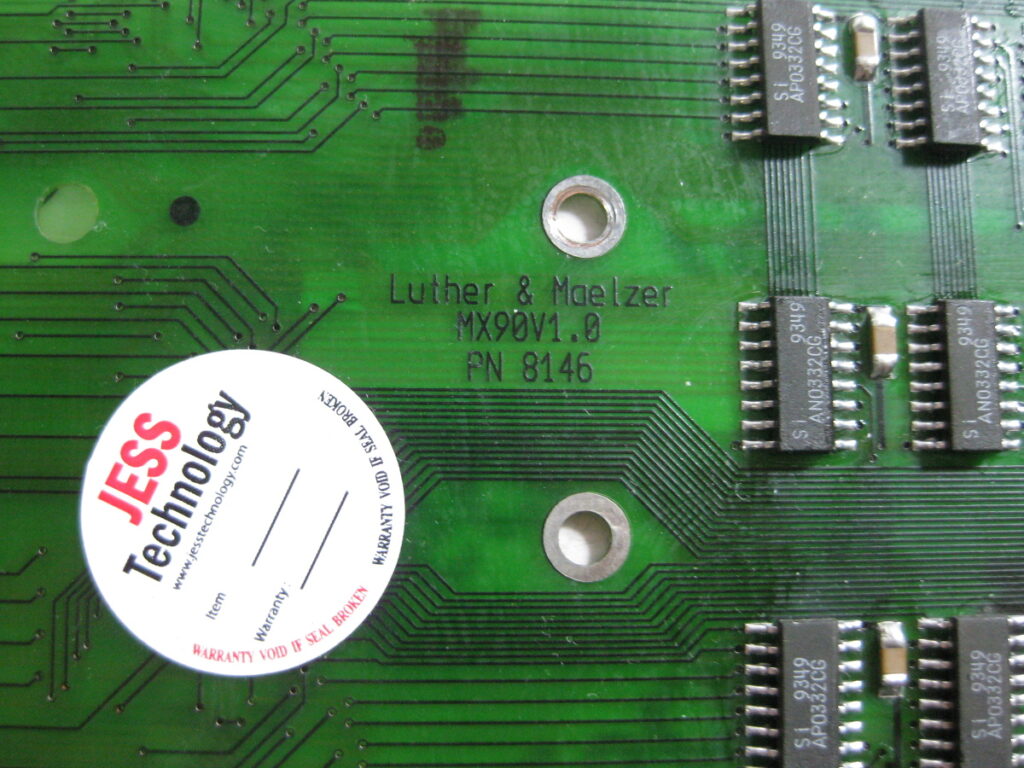 Si 9349
AP0332CG
Si 9349
AP0332CG
Luther & Maelzer
MX90V1.0
PN 8146
Si 9349
AN0332CG
Si 9349
AN0332CG
JESS
Technology
www.jesstechnology.com
Item
Warranty:
WARRANTY VOID IF SEAL BROKEN
WARRANTY VOID IF SEAL BROKEN
Si 9349
AP0332CG
9349
AP0332CG